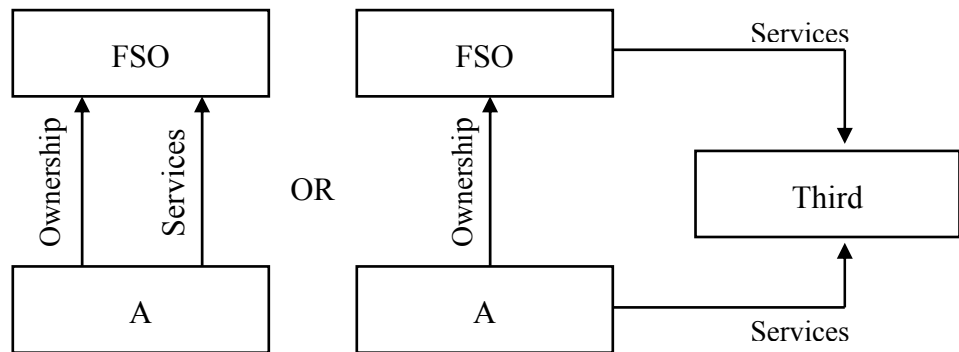 FSO
Ownership
Services
A
OR
FSO
Ownership
A
Services
Third
Services